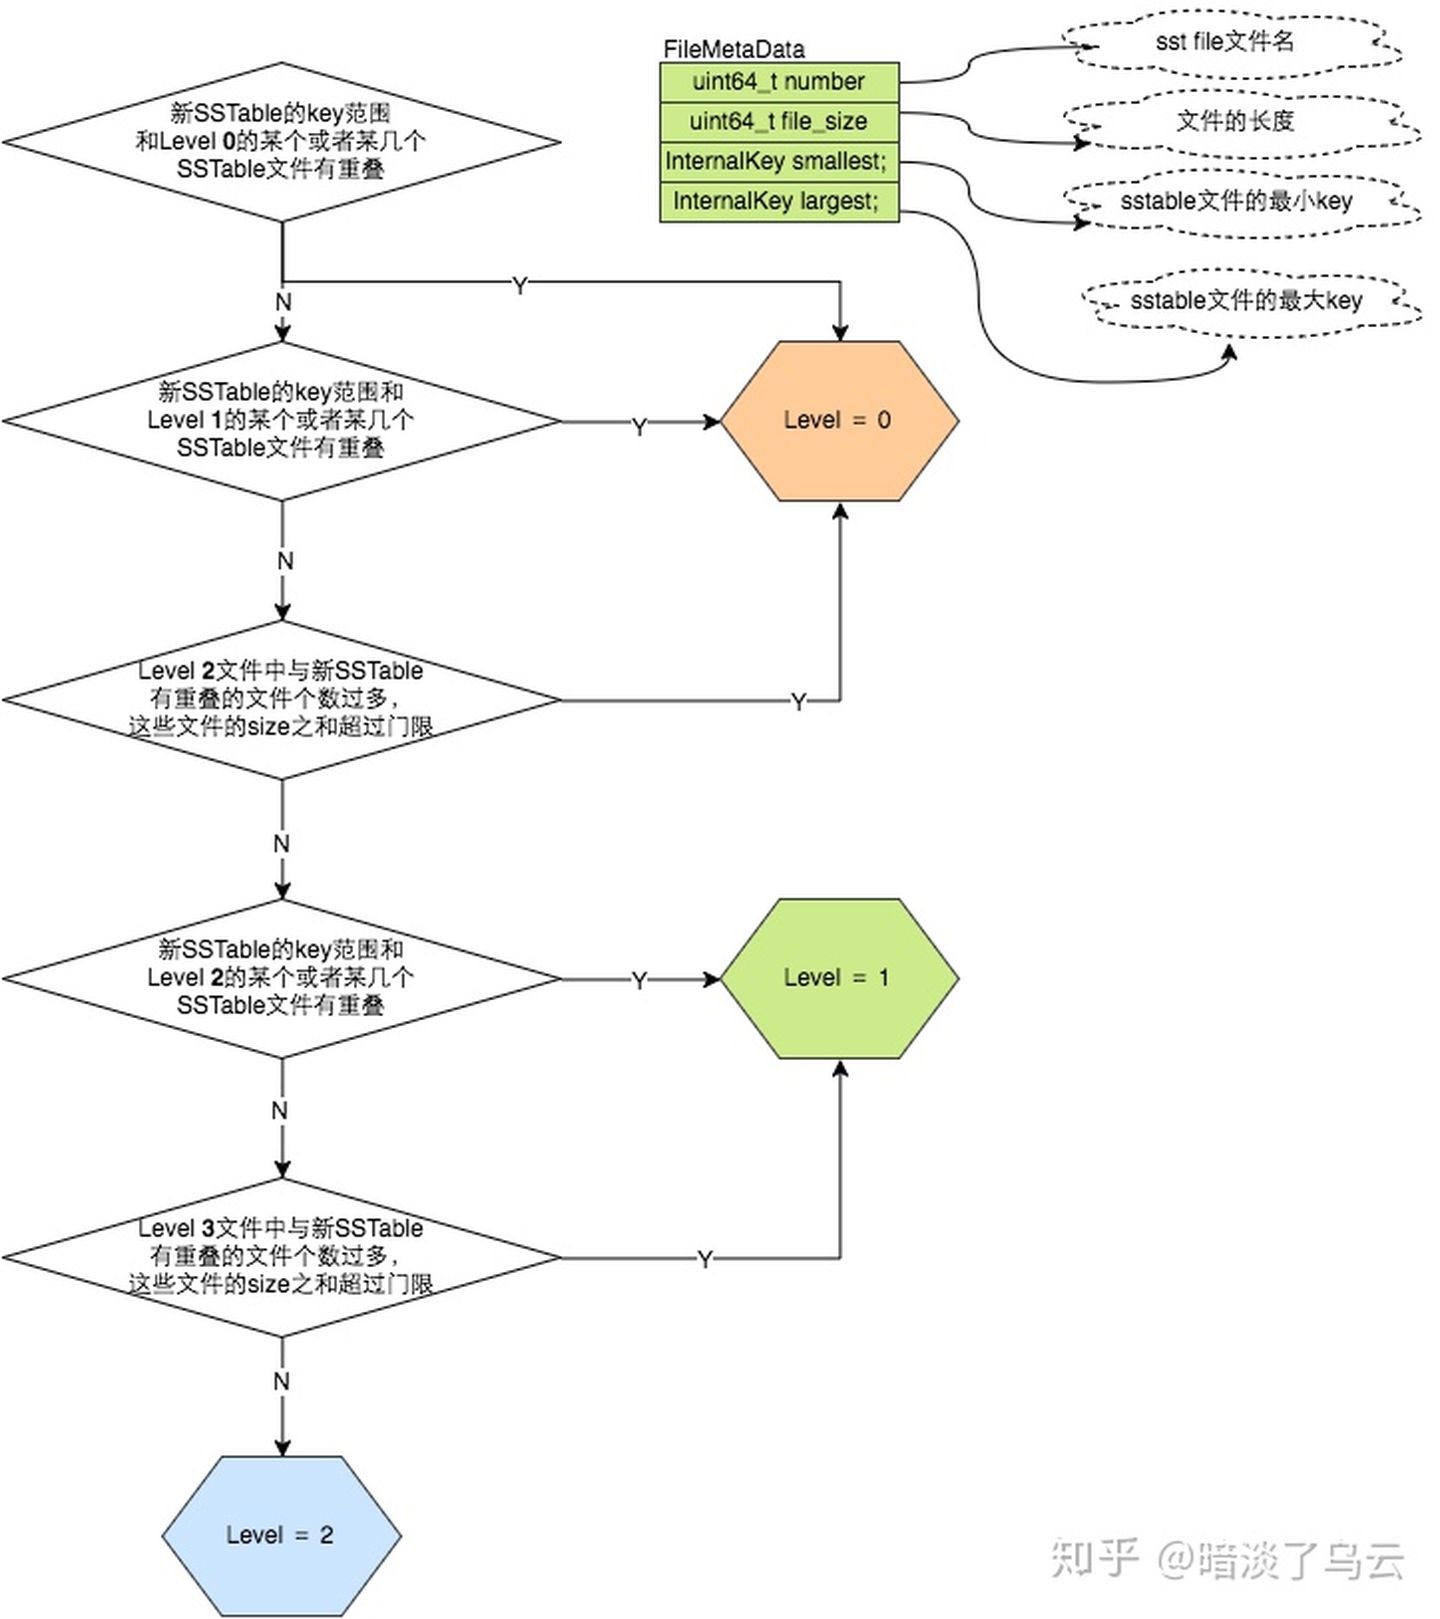 FileMetaData
uint64_t number
uint64_t file_size
InternalKey smallest;
InternalKey largest;
sst file文件名
文件的长度
sstable文件的最小key
sstable文件的最大key
新SSTable的key范围
和Level 0的某个或者某几个
SSTable文件有重叠
Y
N
新SSTable的key范围和
Level 1的某个或者某几个
SSTable文件有重叠
Y
Level = 0
N
Level 2文件中与新SSTable
有重叠的文件个数过多，
这些文件的size之和超过门限
Y
N
新SSTable的key范围和
Level 2的某个或者某几个
SSTable文件有重叠
Y
Level = 1
N
Level 3文件中与新SSTable
有重叠的文件个数过多，
这些文件的size之和超过门限
Y
N
Level = 2
知乎 @暗淡了乌云